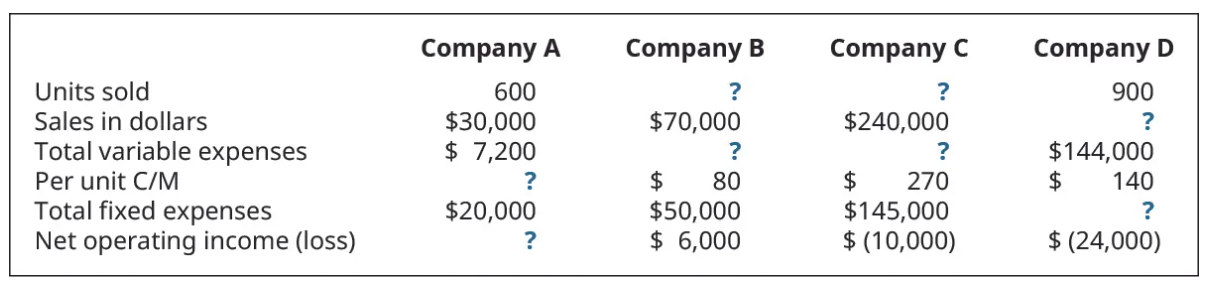 Company A Company B Company C Company D
Units sold 600 ? ? 900
Sales in dollars $30,000 $70,000 $240,000 ?
Total variable expenses $ 7,200 ? ? $144,000
Per unit C/M ? $ 80 $ 270 $ 140
Total fixed expenses $20,000 $50,000 $145,000 ?
Net operating income (loss) ? $ 6,000 $ (10,000) $ (24,000)